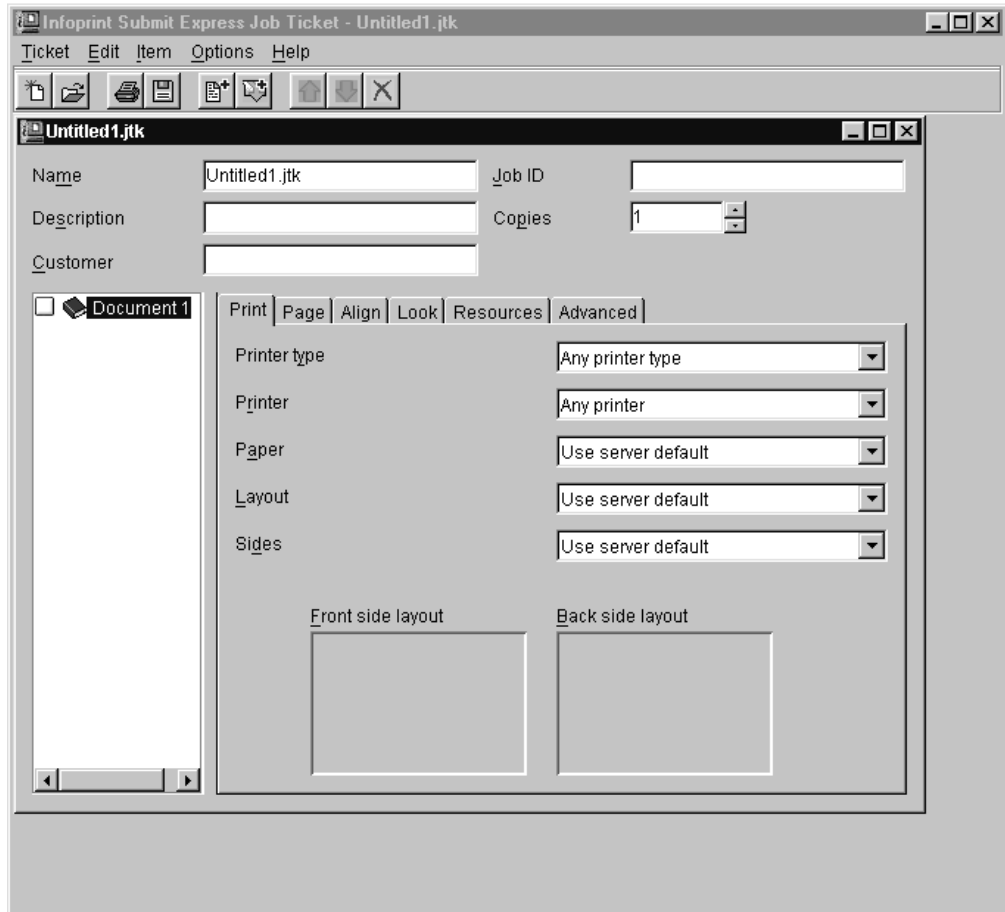 Infoprint Submit Express Job Ticket - Untitled1.jtk
Ticket Edit Item Options Help
Untitled1.jtk
Name Untitled1.jtk Job ID
Description Copies 1
Customer
Document 1
Print Page Align Look Resources Advanced
Printer type Any printer type
Printer Any printer
Paper Use server default
Layout Use server default
Sides Use server default
Front side layout Back side layout